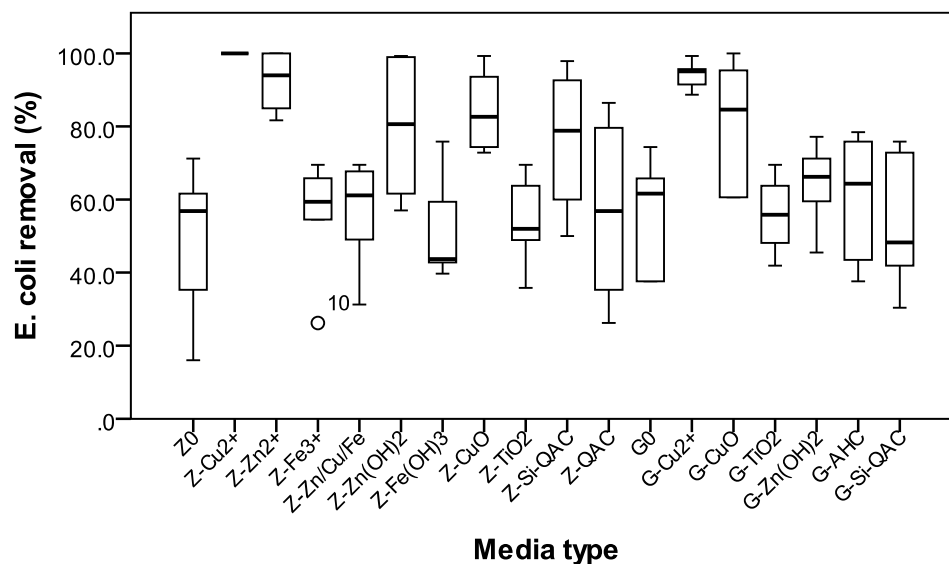 E. coli removal (%)
100.0
80.0
60.0
40.0
20.0
.0
10
Z0
Z-Cu2+
Z-Zn2+
Z-Fe3+
Z-Zn/Cu/Fe
Z-Zn(OH)2
Z-Fe(OH)3
Z-CuO
Z-TiO2
Z-Si-QAC
Z-QAC
G0
G-Cu2+
G-CuO
G-TiO2
G-Zn(OH)2
G-AHC
G-Si-QAC
Media type